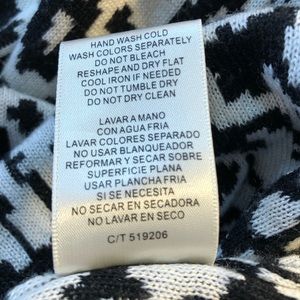 HAND WASH COLD
WASH COLORS SEPARATELY
DO NOT BLEACH
RESHAPE AND DRY FLAT
COOL IRON IF NEEDED
DO NOT TUMBLE DRY
DO NOT DRY CLEAN
LAVAR A MANO
CON AGUA FRIA
LAVAR COLORES SEPARADO
NO USAR BLANQUEADOR
REFORMAR Y SECAR SOBRE
SUPERFICIE PLANA
USAR PLANCHA FRIA
SI SE NECESITA
NO SECAR EN SECADORA
NO LAVAR EN SECO
C/T 519206